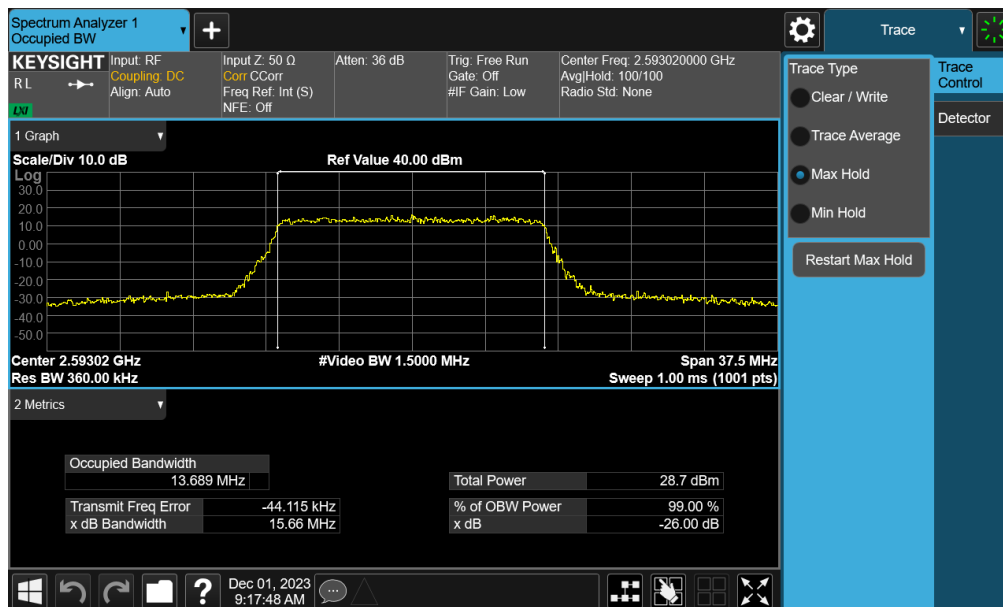 Spectrum Analyzer 1
Occupied BW
+
Trace
KEYSIGHT
R L
LXI
Input: RF
Coupling: DC
Align: Auto
Input Z: 50 Ω
Corr CCorr
Freq Ref: Int (S)
NFE: Off
Atten: 36 dB
Trig: Free Run
Gate: Off
#IF Gain: Low
Center Freq: 2.593020000 GHz
Avg|Hold: 100/100
Radio Std: None
Trace Type
Clear / Write
Trace Average
Max Hold
Min Hold
Restart Max Hold
Trace
Control
Detector
1 Graph
Scale/Div 10.0 dB
Ref Value 40.00 dBm
Log
30.0
20.0
10.0
0.00
-10.0
-20.0
-30.0
-40.0
-50.0
Center 2.59302 GHz
#Video BW 1.5000 MHz
Span 37.5 MHz
Res BW 360.00 kHz
Sweep 1.00 ms (1001 pts)
2 Metrics
Occupied Bandwidth
13.689 MHz
Total Power 28.7 dBm
Transmit Freq Error -44.115 kHz
% of OBW Power 99.00 %
x dB Bandwidth 15.66 MHz
x dB -26.00 dB
?
Dec 01, 2023
9:17:48 AM